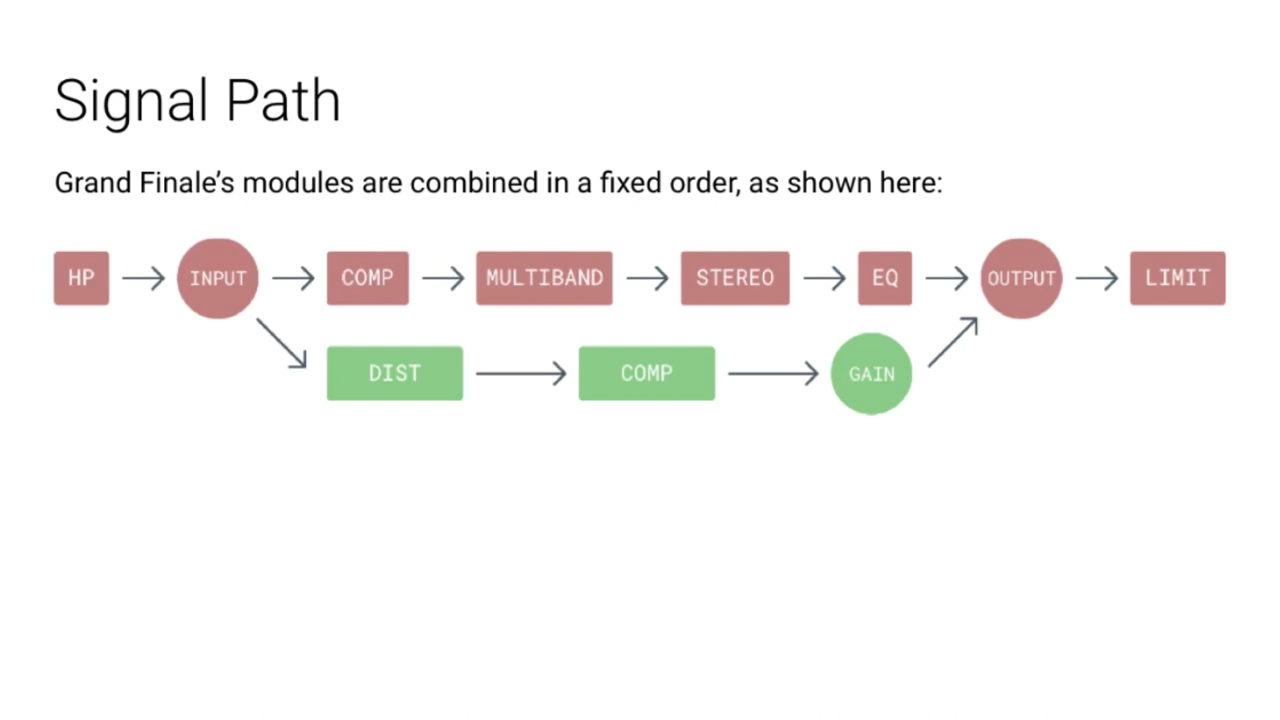 Signal Path
Grand Finale’s modules are combined in a fixed order, as shown here:
HP INPUT COMP MULTIBAND STEREO EQ OUTPUT LIMIT
DIST COMP GAIN